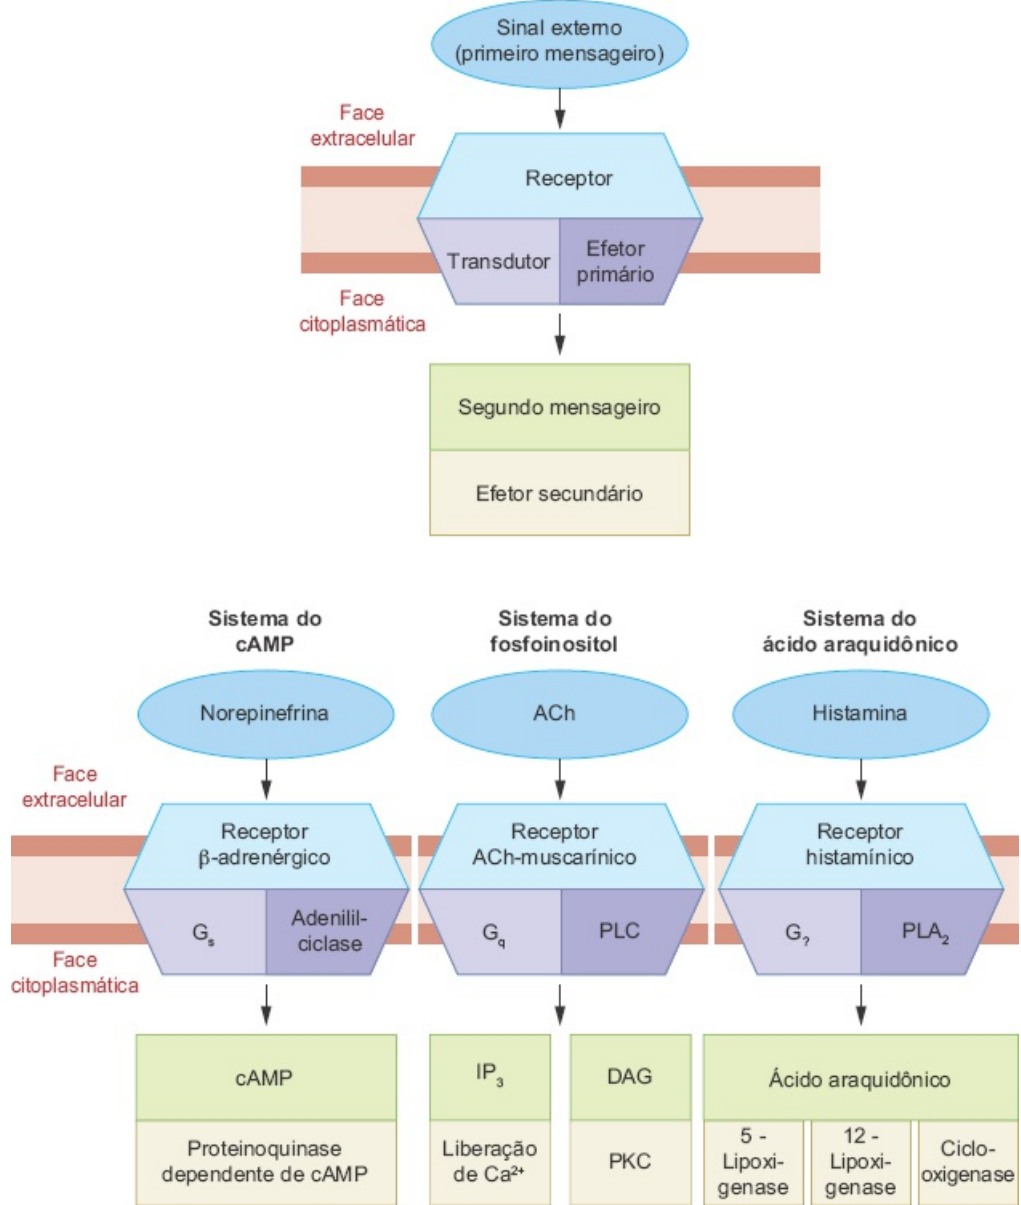 Sinal externo
(primeiro mensageiro)
Face
extracelular
Receptor
Transdutor
Efetor
primário
Face
citoplasmática
Segundo mensageiro
Efetor secundário
Sistema do
cAMP
Sistema do
fosfoinositol
Sistema do
ácido araquidônico
Norepinefrina
ACh
Histamina
Face
extracelular
Receptor
β-adrenérgico
Receptor
ACh-muscarínico
Receptor
histamínico
Gₛ
Adenilil-
ciclase
G_q
PLC
G_?
PLA₂
Face
citoplasmática
cAMP
IP₃
DAG
Ácido araquidônico
Proteinoquinase
dependente de cAMP
Liberação
de Ca²⁺
PKC
5 -
Lipoxi-
genase
12 -
Lipoxi-
genase
Ciclo-
oxigenase